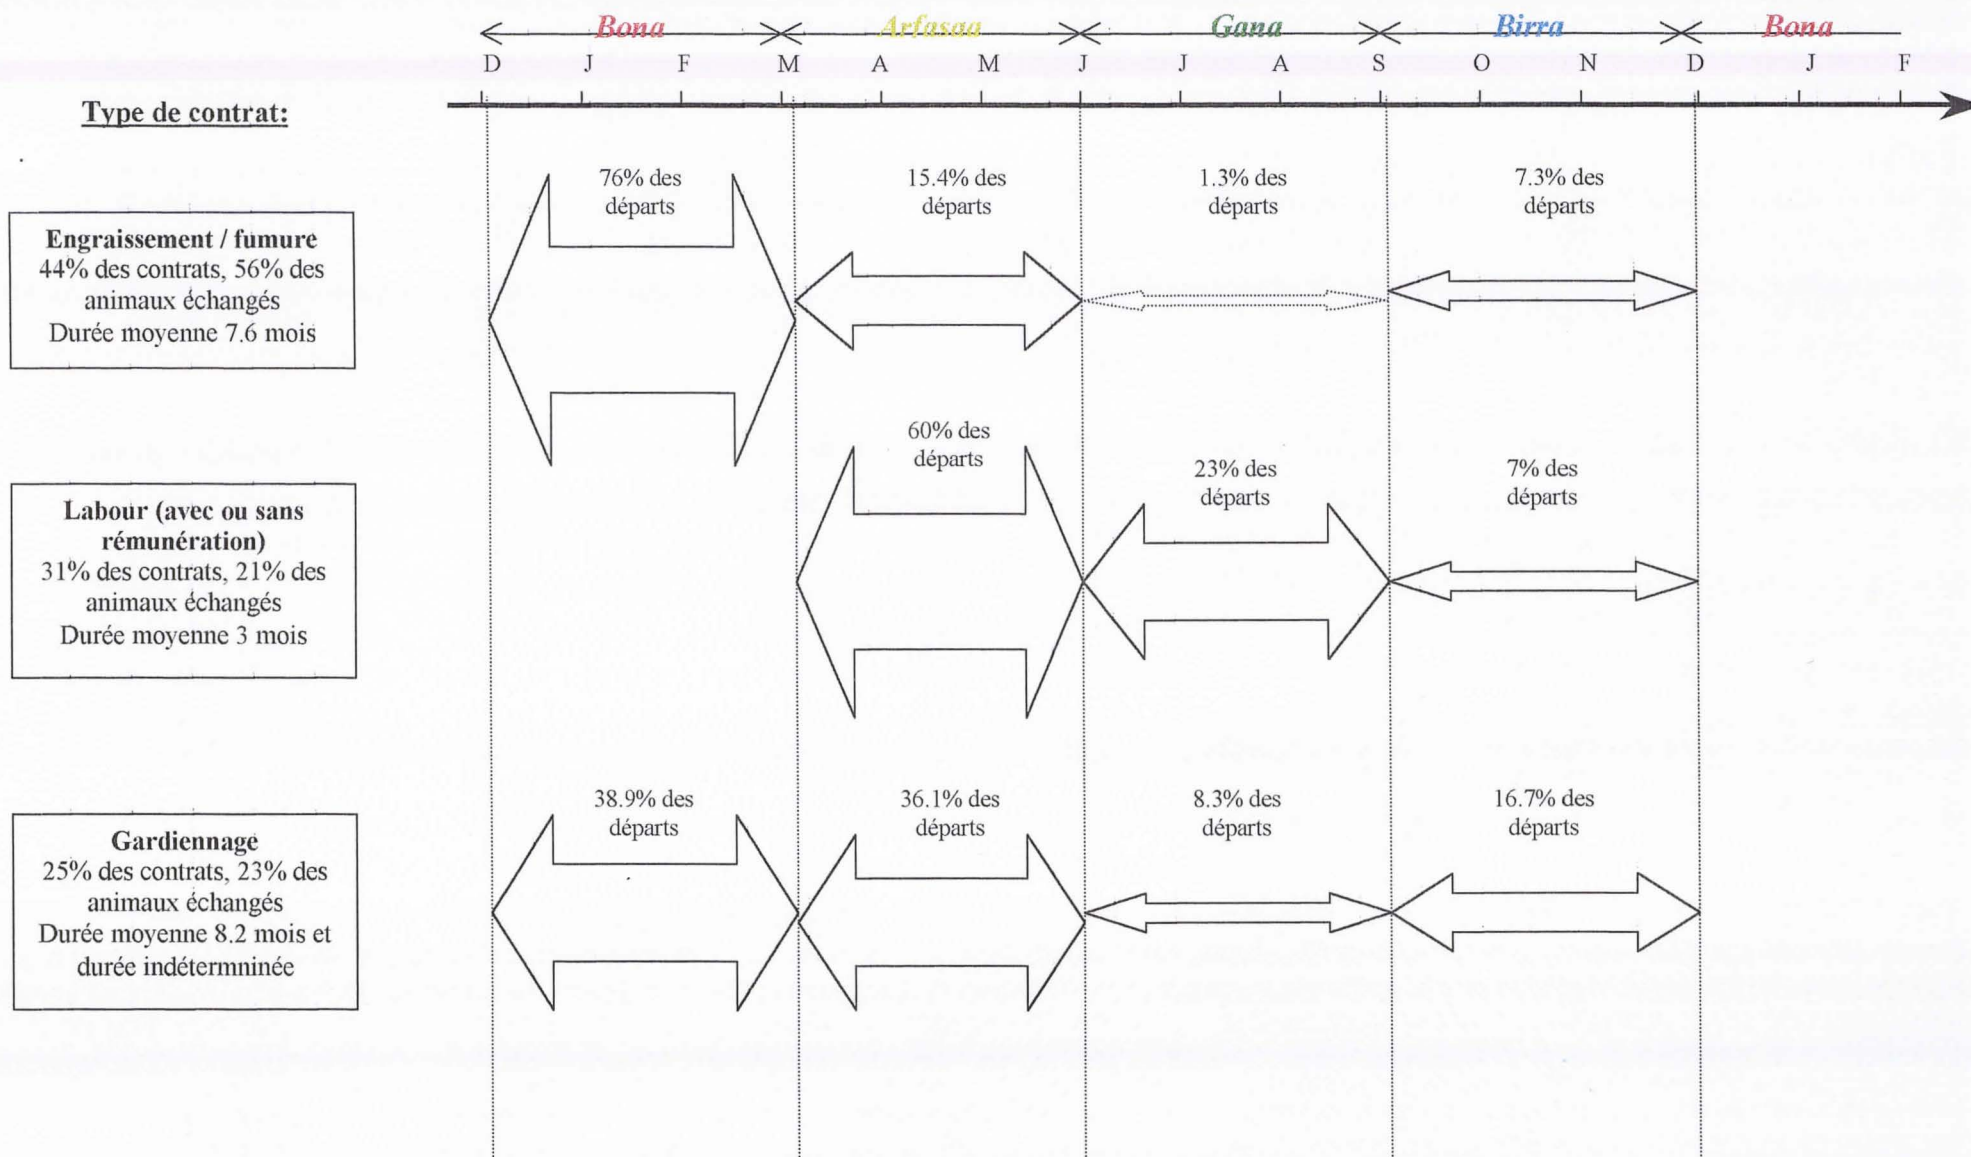 Bona Arfasaa Gana Birra Bona
D J F M A M J J A S O N D J F
Type de contrat:
76% des
départs
15.4% des
départs
1.3% des
départs
7.3% des
départs
Engraissement / fumure
44% des contrats, 56% des
animaux échangés
Durée moyenne 7.6 mois
60% des
départs
23% des
départs
7% des
départs
Labour (avec ou sans
rémunération)
31% des contrats, 21% des
animaux échangés
Durée moyenne 3 mois
38.9% des
départs
36.1% des
départs
8.3% des
départs
16.7% des
départs
Gardiennage
25% des contrats, 23% des
animaux échangés
Durée moyenne 8.2 mois et
durée indétermninée